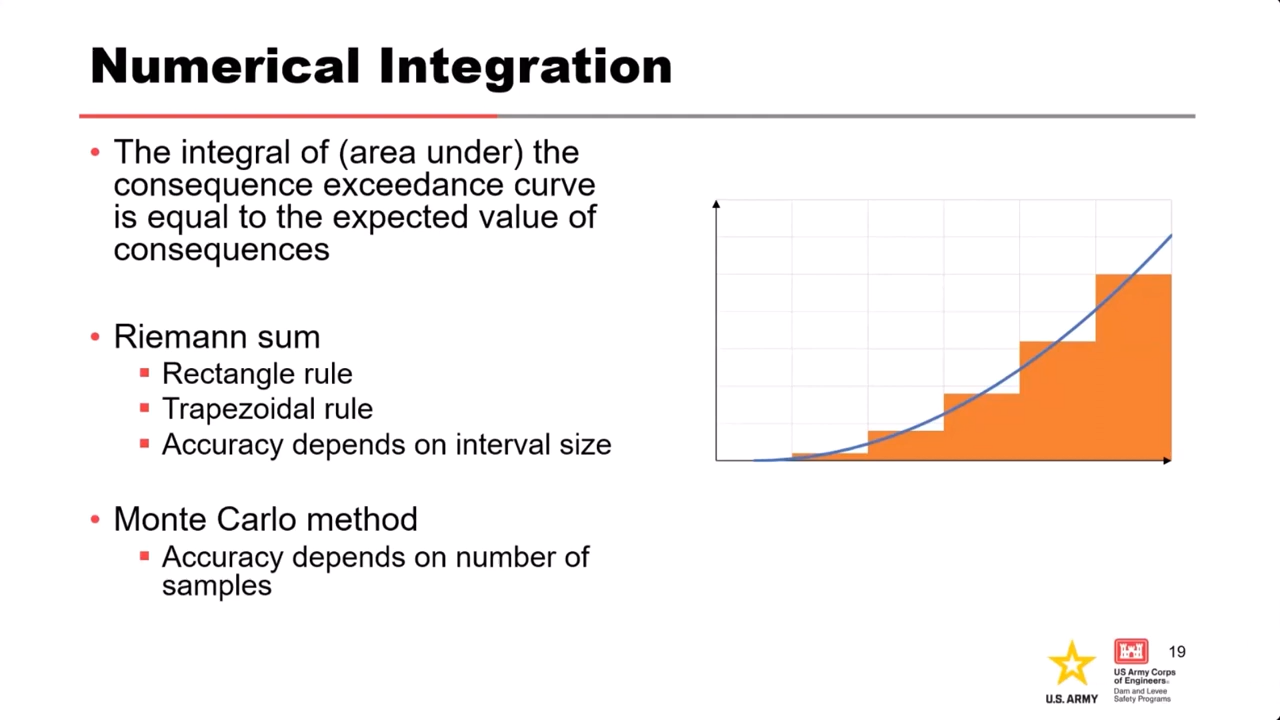 Numerical Integration
• The integral of (area under) the
consequence exceedance curve
is equal to the expected value of
consequences
• Riemann sum
▪ Rectangle rule
▪ Trapezoidal rule
▪ Accuracy depends on interval size
• Monte Carlo method
▪ Accuracy depends on number of
samples
U.S. ARMY
US Army Corps
of Engineers®
Dam and Levee
Safety Programs
19